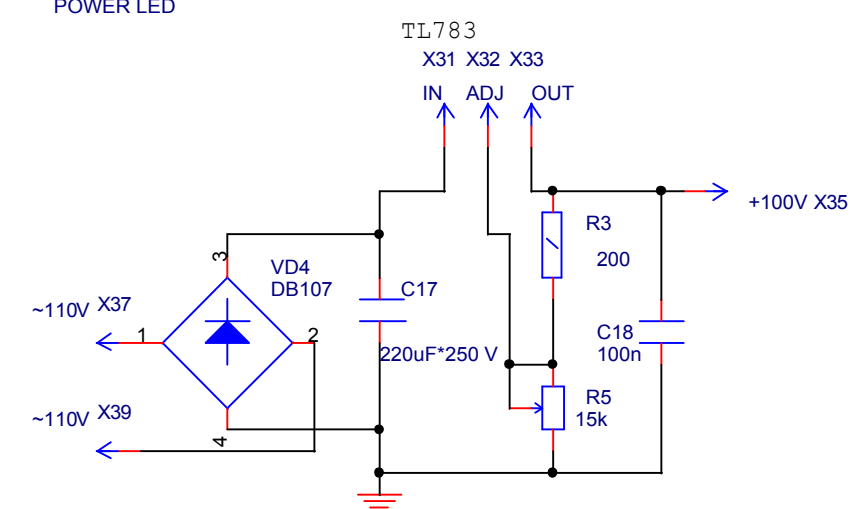 POWER LED
TL783
X31 X32 X33
IN ADJ OUT
+100V X35
R3
200
3
VD4
DB107
C17
~110V X37
1
2
C18
100n
220uF*250 V
R5
15k
~110V X39
4